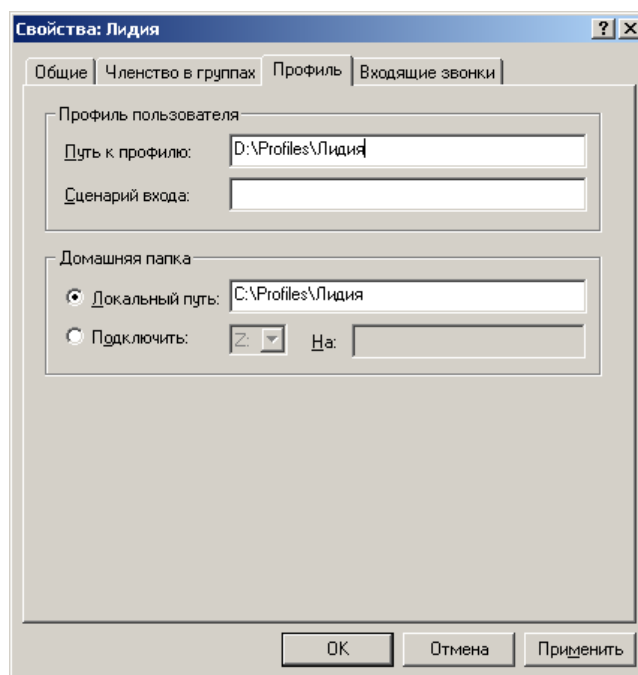 Свойства: Лидия
Общие Членство в группах Профиль Входящие звонки
Профиль пользователя
Путь к профилю: D:\Profiles\Лидия
Сценарий входа:
Домашняя папка
Локальный путь: C:\Profiles\Лидия
Подключить: Z: На:
OK Отмена Применить